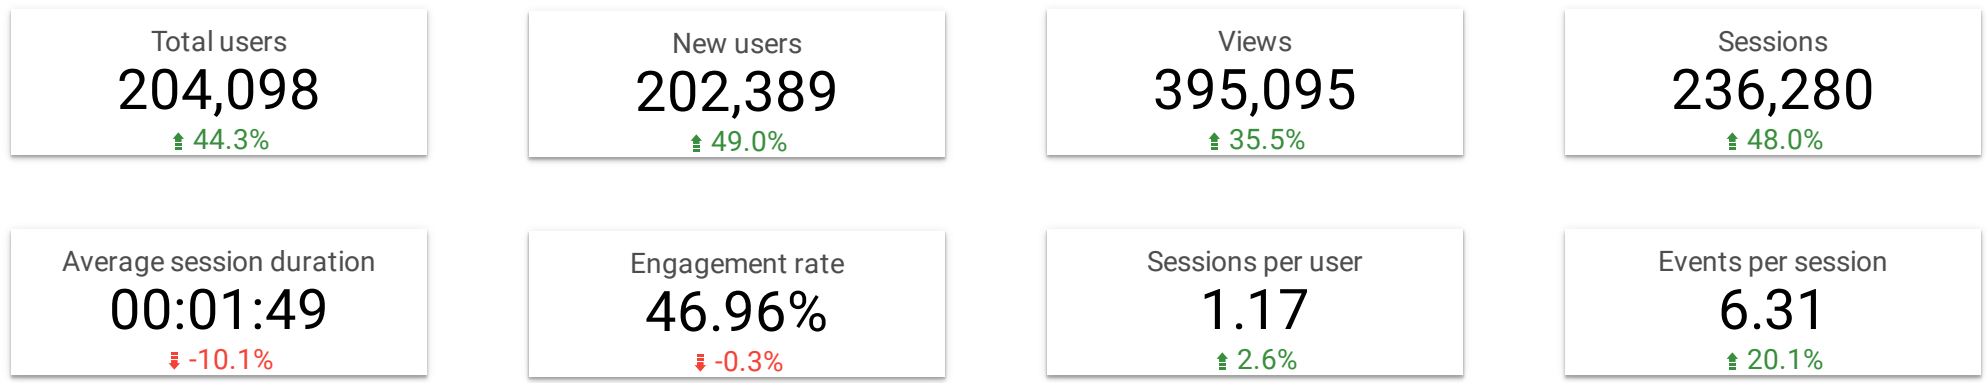 Total users
204,098
44.3%
New users
202,389
49.0%
Views
395,095
35.5%
Sessions
236,280
48.0%
Average session duration
00:01:49
-10.1%
Engagement rate
46.96%
-0.3%
Sessions per user
1.17
2.6%
Events per session
6.31
20.1%